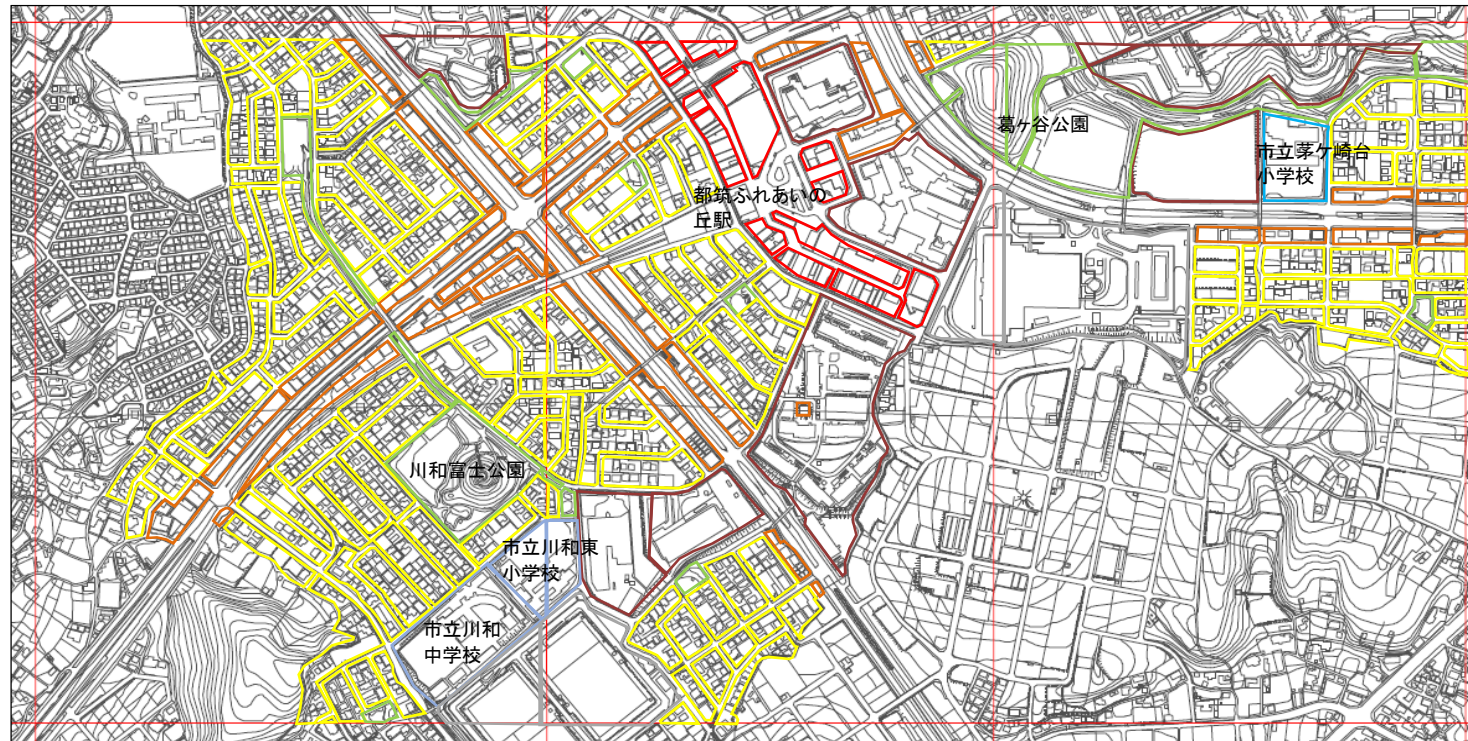 葛ヶ谷公園
市立茅ケ崎台
小学校
都筑ふれあいの
丘駅
川和富士公園
市立川和東
小学校
市立川和
中学校